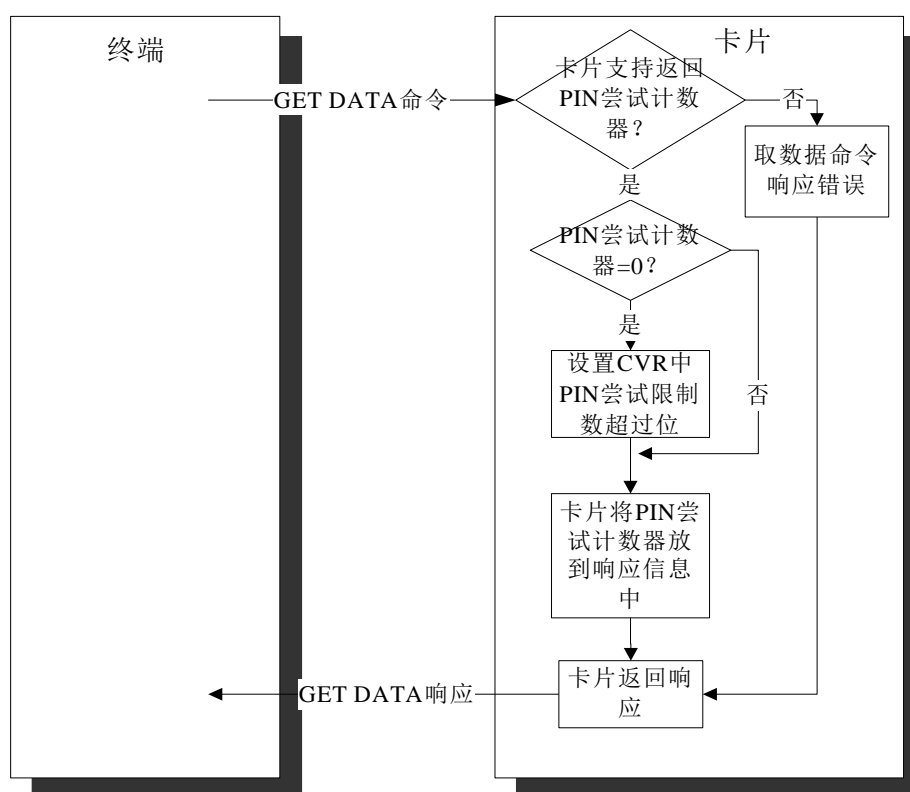 终端
卡片
GET DATA命令
卡片支持返回
PIN尝试计数
器？
否
取数据命令
响应错误
是
PIN尝试计数
器=0？
是
设置CVR中
PIN尝试限制
数超过位
否
卡片将PIN尝
试计数器放
到响应信息
中
GET DATA响应
卡片返回响
应